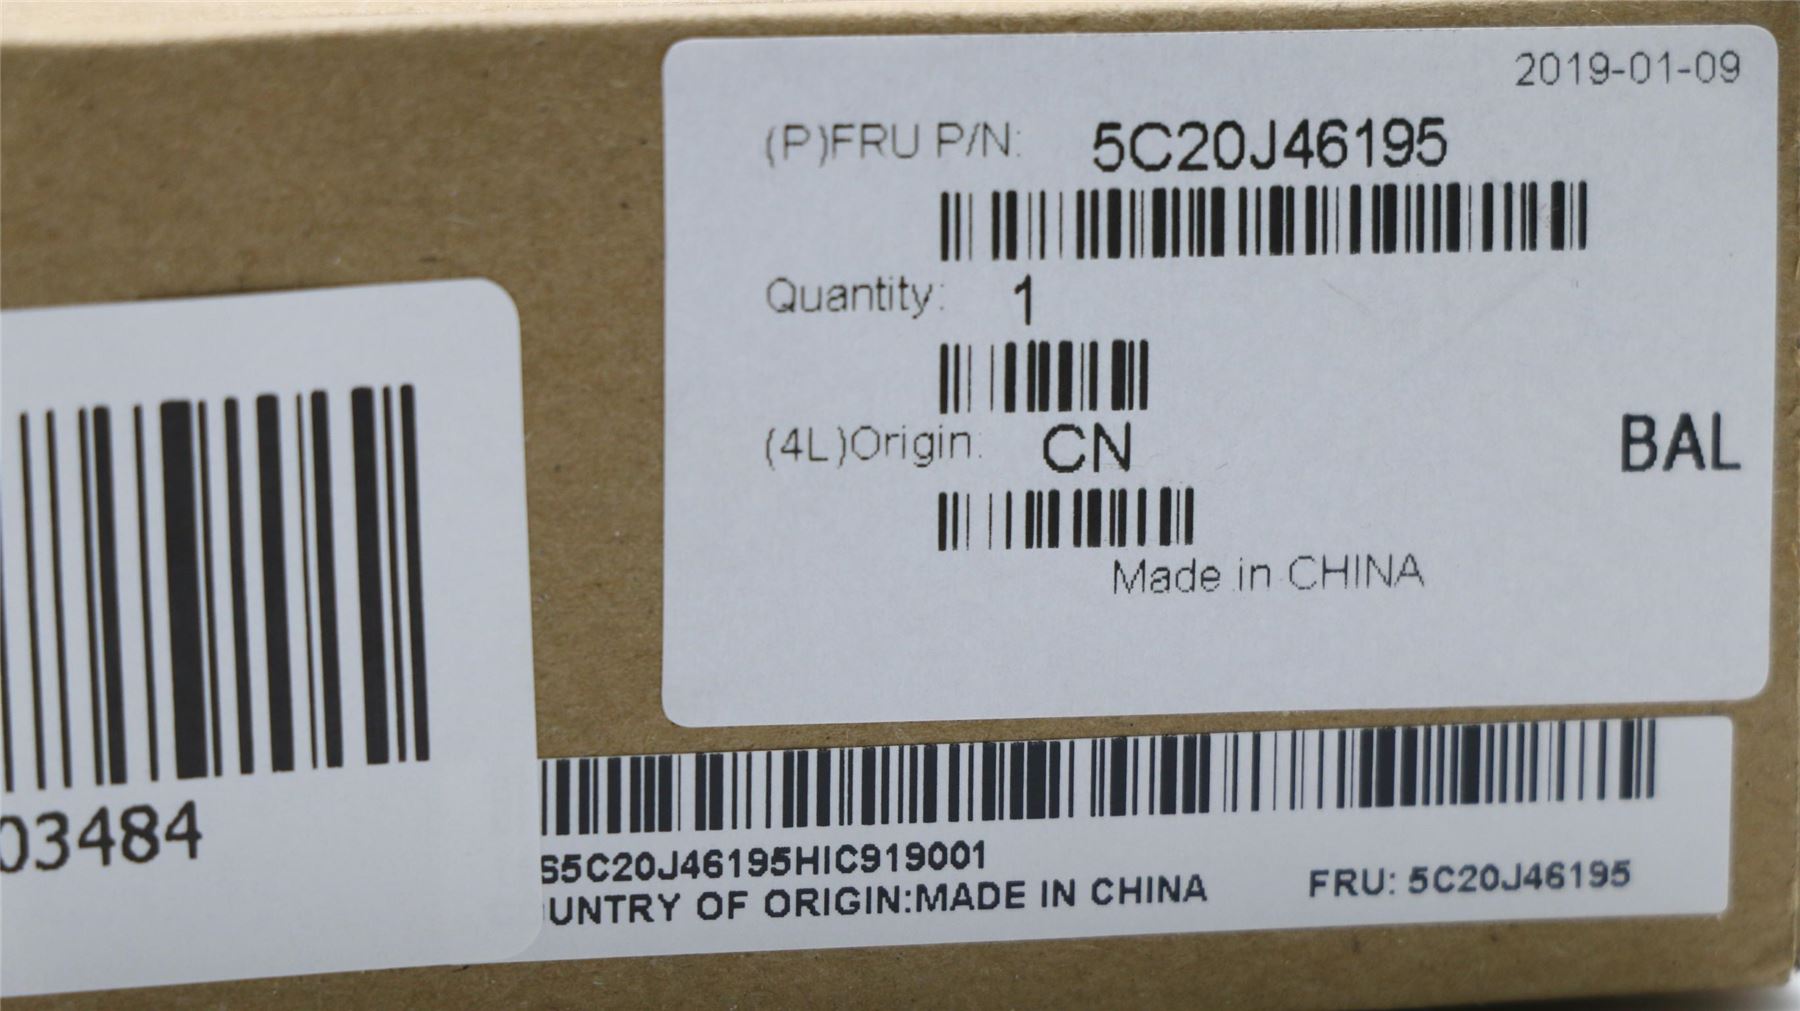 2019-01-09
(P)FRU P/N: 5C20J46195
Quantity: 1
(4L)Origin: CN
BAL
Made in CHINA
03484
S5C20J46195HIC919001
UNTRY OF ORIGIN:MADE IN CHINA
FRU: 5C20J46195